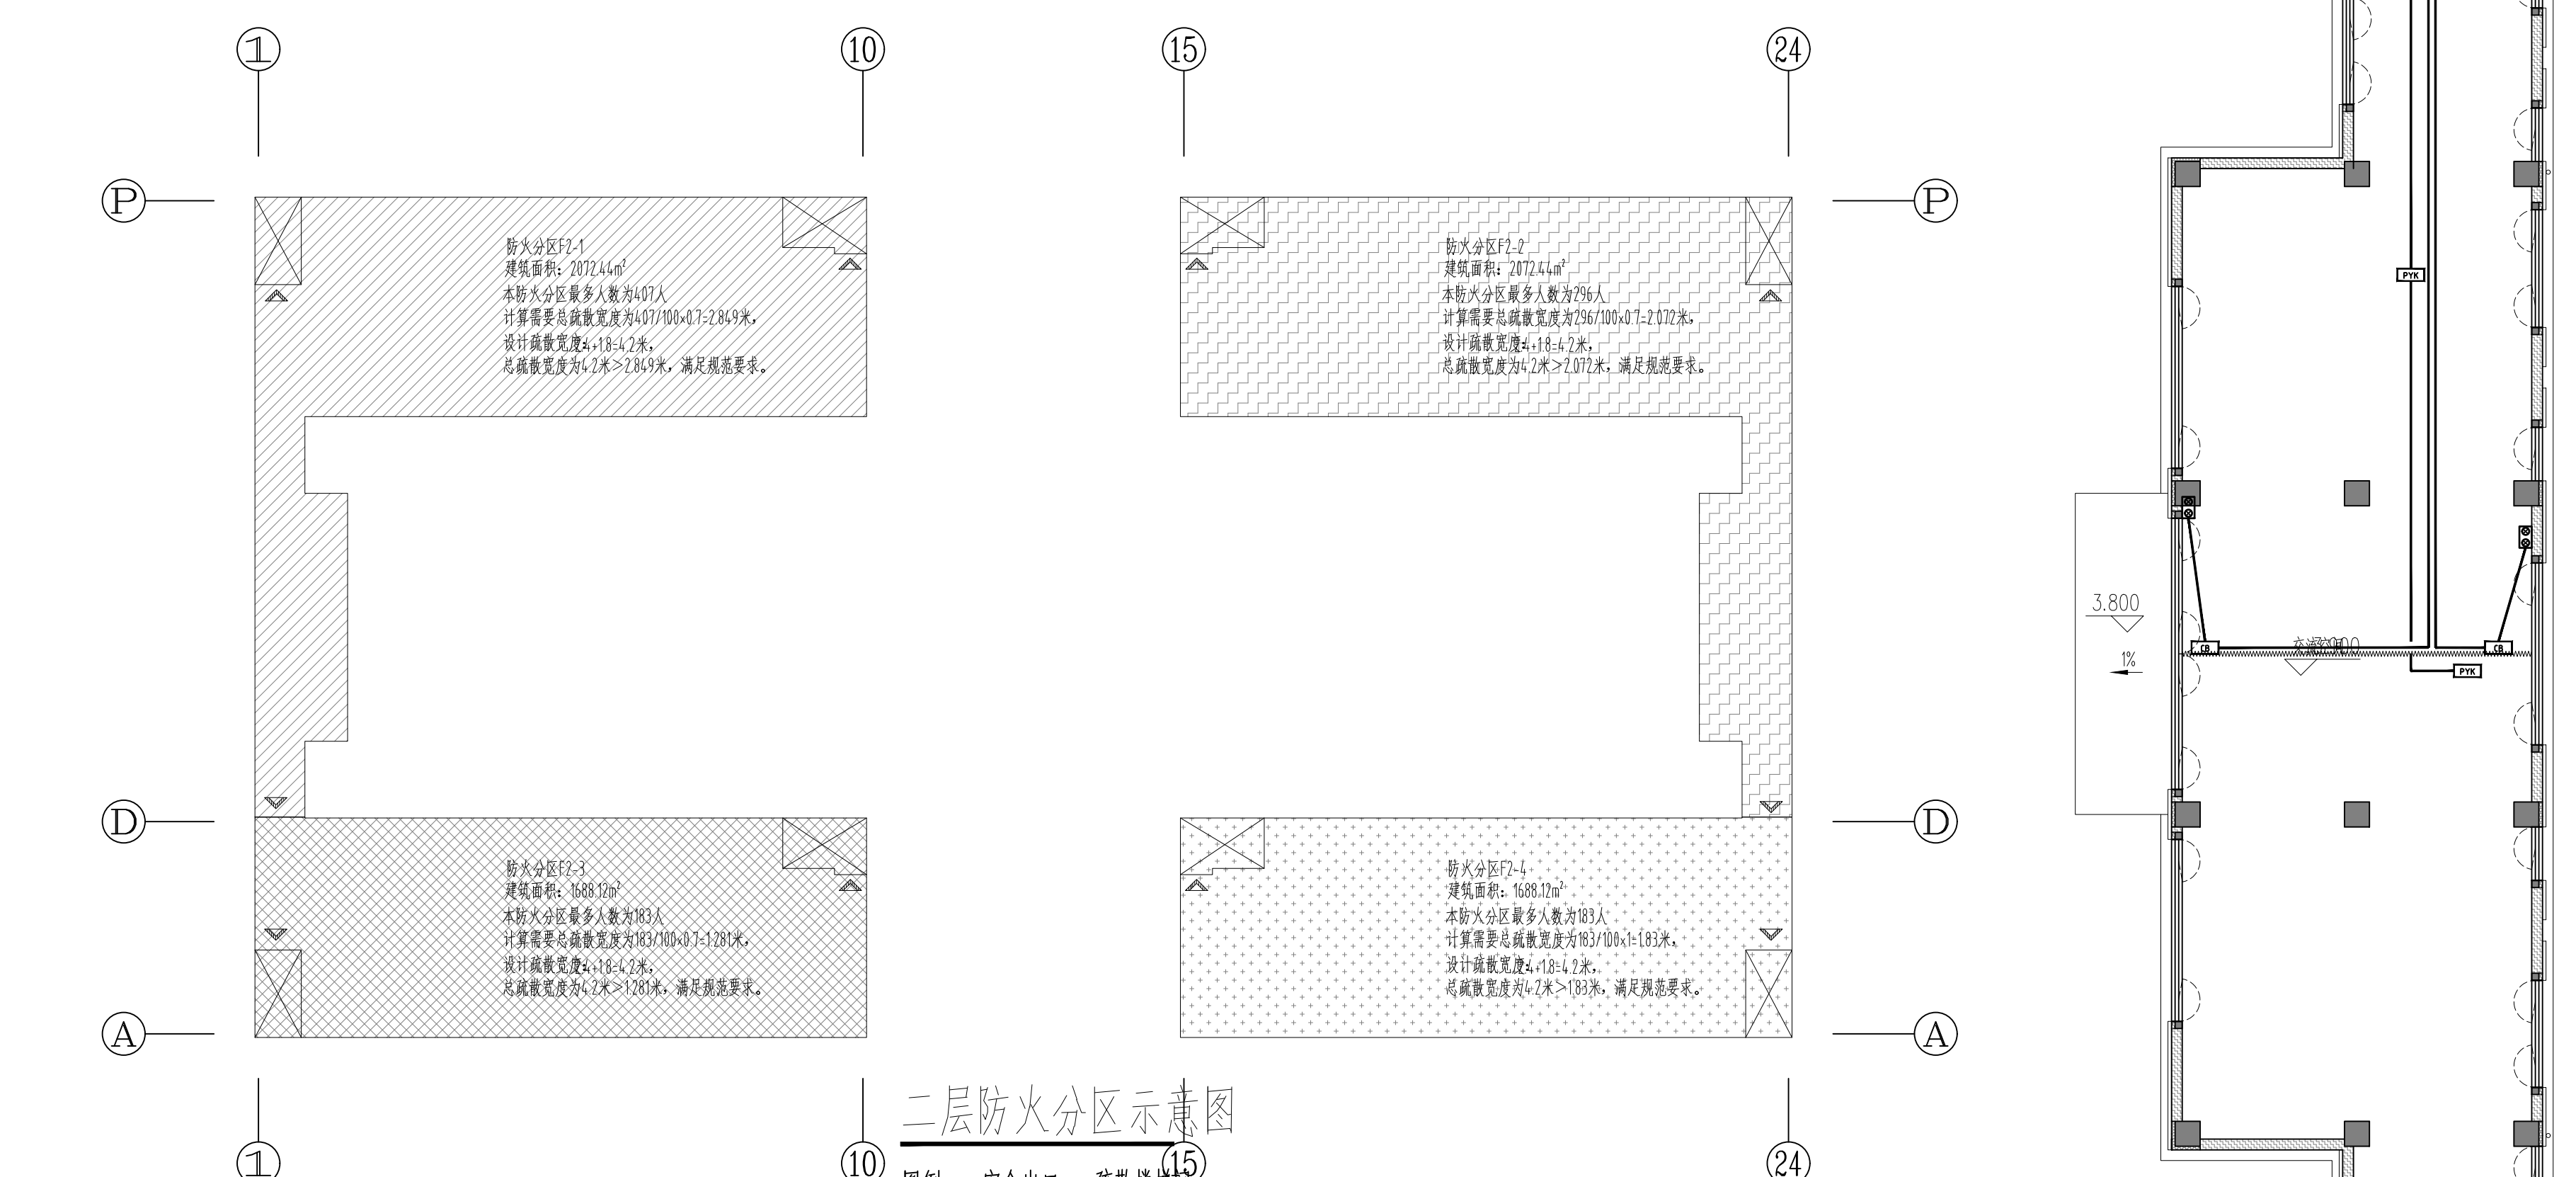 1
10
15
24
P
P
防火分区F2-1
建筑面积：2072.44m²
本防火分区最多人数为407人
计算需要总疏散宽度为407/100×0.7=2.849米，
设计疏散宽度:2.4+1.8=4.2米，
总疏散宽度为4.2米>2.849米，满足规范要求。
防火分区F2-2
建筑面积：2072.44m²
本防火分区最多人数为296人
计算需要总疏散宽度为296/100×0.7=2.072米，
设计疏散宽度:2.4+1.8=4.2米，
总疏散宽度为4.2米>2.072米，满足规范要求。
D
D
防火分区F2-3
建筑面积：1688.12m²
本防火分区最多人数为183人
计算需要总疏散宽度为183/100×0.7=1.281米，
设计疏散宽度:2.4+1.8=4.2米，
总疏散宽度为4.2米>1.281米，满足规范要求。
防火分区F2-4
建筑面积：1688.12m²
本防火分区最多人数为183人
计算需要总疏散宽度为183/100×1=1.83米，
设计疏散宽度:2.4+1.8=4.2米，
总疏散宽度为4.2米>1.83米，满足规范要求。
A
A
二层防火分区示意图
1
10
15
24
PYK
3.800
1%
CB
CB
PYK